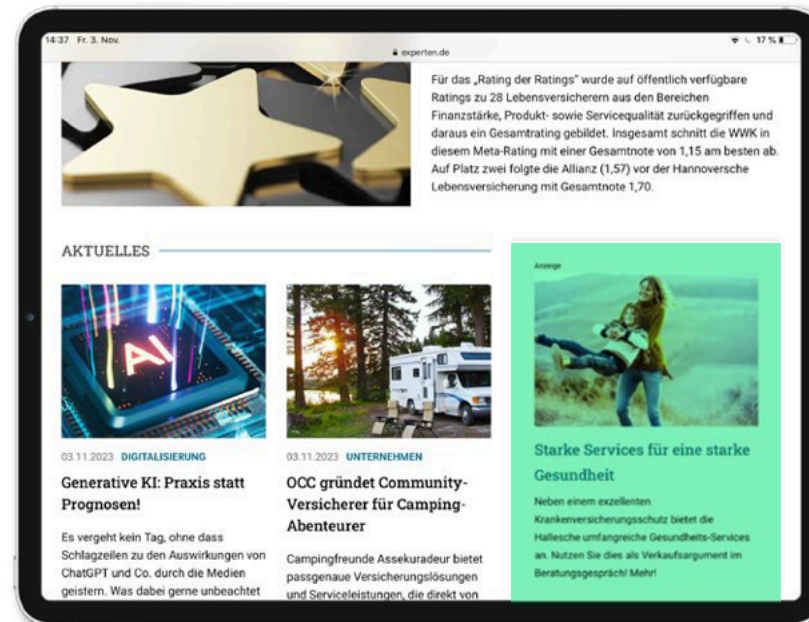 14:37 Fr. 3. Nov.
17 %
experten.de
Für das „Rating der Ratings“ wurde auf öffentlich verfügbare
Ratings zu 28 Lebensversicherern aus den Bereichen
Finanzstärke, Produkt- sowie Servicequalität zurückgegriffen und
daraus ein Gesamtrating gebildet. Insgesamt schnitt die WWK in
diesem Meta-Rating mit einer Gesamtnote von 1,15 am besten ab.
Auf Platz zwei folgte die Allianz (1,57) vor der Hannoversche
Lebensversicherung mit Gesamtnote 1,70.
AKTUELLES
AI
03.11.2023 DIGITALISIERUNG
Generative KI: Praxis statt
Prognosen!
Es vergeht kein Tag, ohne dass
Schlagzeilen zu den Auswirkungen von
ChatGPT und Co. durch die Medien
geistern. Was dabei gerne unbeachtet
03.11.2023 UNTERNEHMEN
OCC gründet Community-
Versicherer für Camping-
Abenteurer
Campingfreunde Assekuradeur bietet
passgenaue Versicherungslösungen
und Serviceleistungen, die direkt von
Anzeige
Starke Services für eine starke
Gesundheit
Neben einem exzellenten
Krankenversicherungsschutz bietet die
Hallesche umfangreiche Gesundheits-Services
an. Nutzen Sie dies als Verkaufsargument im
Beratungsgespräch! Mehr!